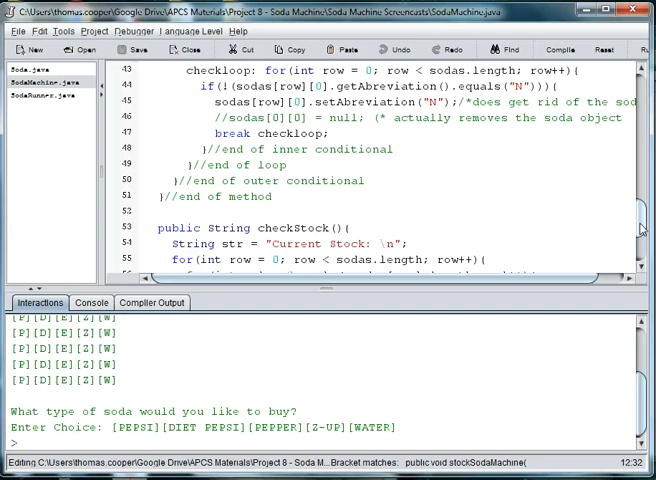 C:\Users\thomas.cooper\Google Drive\APCS Materials\Project 8 - Soda Machine\Soda Machine Screencasts\SodaMachine.java
File Edit Tools Project Debugger Language Level Help
New Open Save Close Cut Copy Paste Undo Redo Find Compile Reset
Soda.java
SodaMachine.java
SodaRunner.java
43 checkloop: for(int row = 0; row < sodas.length; row++){
44 if(!(sodas[row][0].getAbreviation().equals("N"))){
45 sodas[row][0].setAbreviation("N");/*does get rid of the sod
46 //sodas[0][0] = null; (* actually removes the soda object
47 break checkloop;
48 }//end of inner conditional
49 }//end of loop
50 }//end of outer conditional
51 }//end of method
52
53 public String checkStock(){
54 String str = "Current Stock: \n";
55 for(int row = 0; row < sodas.length; row++){
Interactions Console Compiler Output
[P][D][E][Z][W]
[P][D][E][Z][W]
[P][D][E][Z][W]
[P][D][E][Z][W]
[P][D][E][Z][W]
What type of soda would you like to buy?
Enter Choice: [PEPSI][DIET PEPSI][PEPPER][Z-UP][WATER]
>
Editing C:\Users\thomas.cooper\Google Drive\APCS Materials\Project 8 - Soda M...Bracket matches: public void stockSodaMachine( 12:32